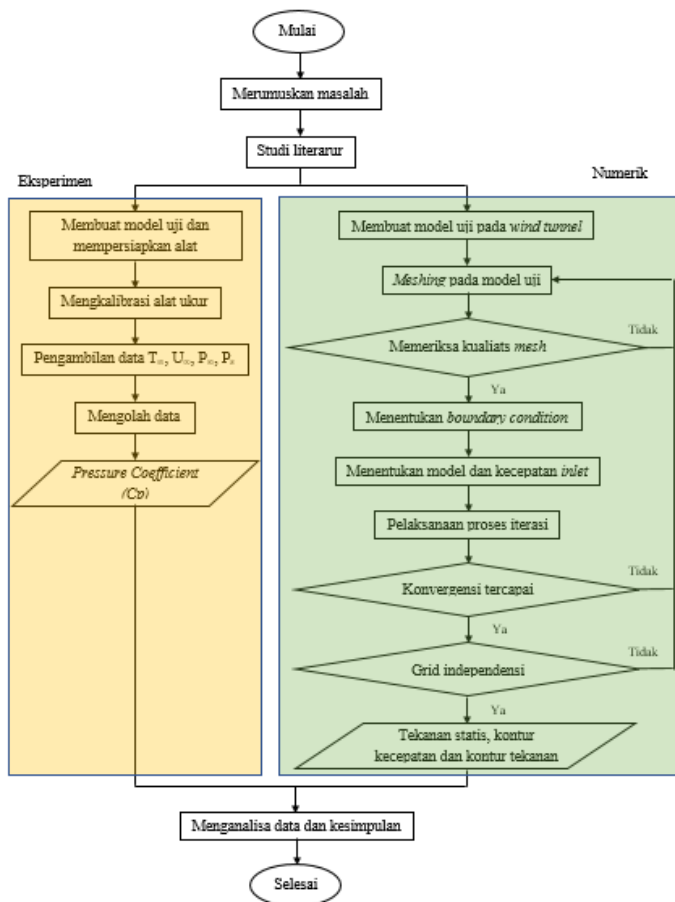 Mulai
Merumuskan masalah
Studi literarur
Eksperimen
Membuat model uji dan
mempersiapkan alat
Mengkalibrasi alat ukur
Pengambilan data T∞, U∞, P∞, Ps
Mengolah data
Pressure Coefficient
(Cp)
Numerik
Membuat model uji pada wind tunnel
Meshing pada model uji
Memeriksa kualiats mesh
Tidak
Ya
Menentukan boundary condition
Menentukan model dan kecepatan inlet
Pelaksanaan proses iterasi
Konvergensi tercapai
Tidak
Ya
Grid independensi
Tidak
Ya
Tekanan statis, kontur
kecepatan dan kontur tekanan
Menganalisa data dan kesimpulan
Selesai